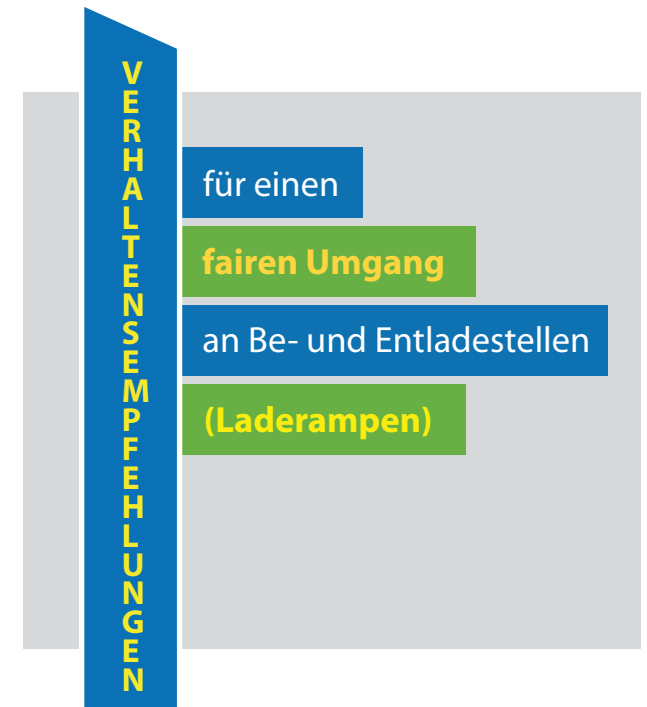 VERHALTENSEMPFEHLUNGEN
für einen
fairen Umgang
an Be- und Entladestellen
(Laderampen)